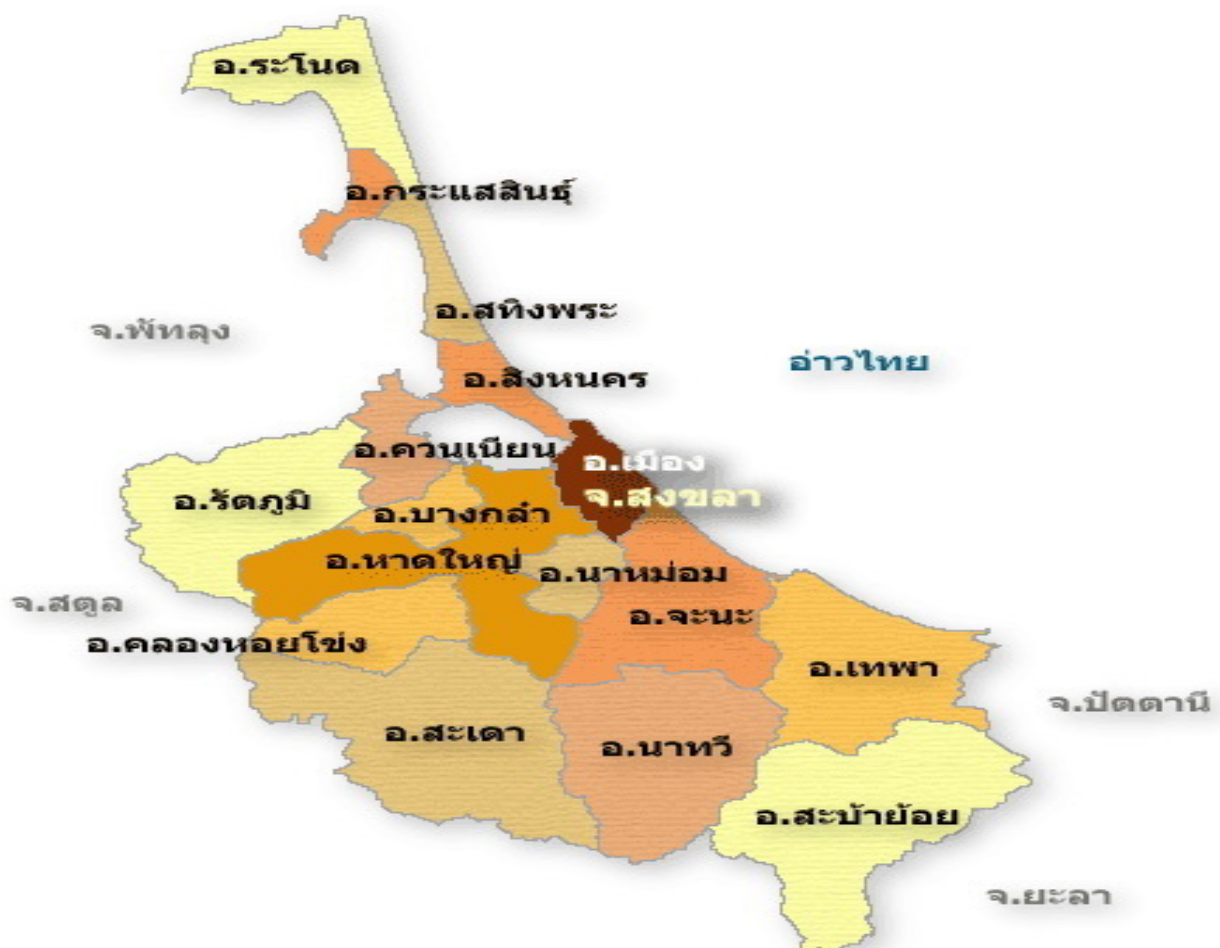 อ.ระโนด
อ.กระแสสินธุ์
อ.สทิงพระ
จ.พัทลุง
อ่าวไทย
อ.สิงหนคร
อ.ควนเนียน
อ.เมือง
จ.สงขลา
อ.รัตภูมิ
อ.บางกล่ำ
อ.หาดใหญ่
อ.นาหม่อม
จ.สตูล
อ.จะนะ
อ.คลองหอยโข่ง
อ.เทพา
จ.ปัตตานี
อ.สะเดา
อ.นาทวี
อ.สะบ้าย้อย
จ.ยะลา